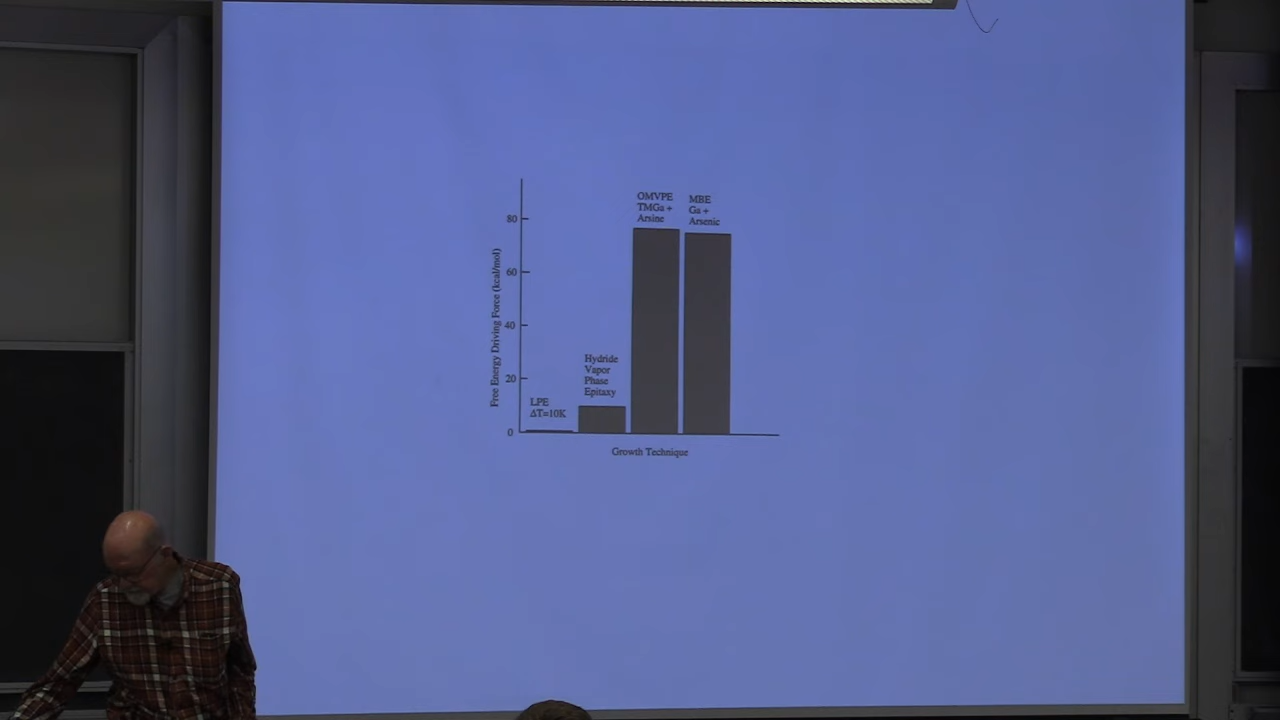 OMVPE
TMGa +
Arsine
MBE
Ga +
Arsenic
Hydride
Vapor
Phase
Epitaxy
LPE
ΔT=10K
80
60
40
20
0
Free Energy Driving Force (kcal/mol)
Growth Technique